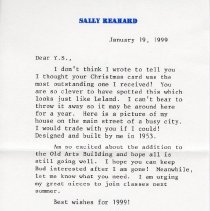 SALLY REAHARD
January 19, 1999
Dear T.S.,
I don't think I wrote to tell you
I thought your Christmas card was the
most outstanding one I received! You
are so clever to have spotted this which
looks just like Leland. I can't bear to
throw it away so it may be around here
for a year. Here is a picture of my
house on the main street of a busy city.
I would trade with you if I could!
Designed and built by me in 1953.
Am so excited about the addition to
the Old Arts Building and hope all is
still going well. I hope you can keep
Bud interested after I am gone! Meanwhile,
let me know what you need. I am urging
my great nieces to join classes next
summer.
Best wishes for 1999!